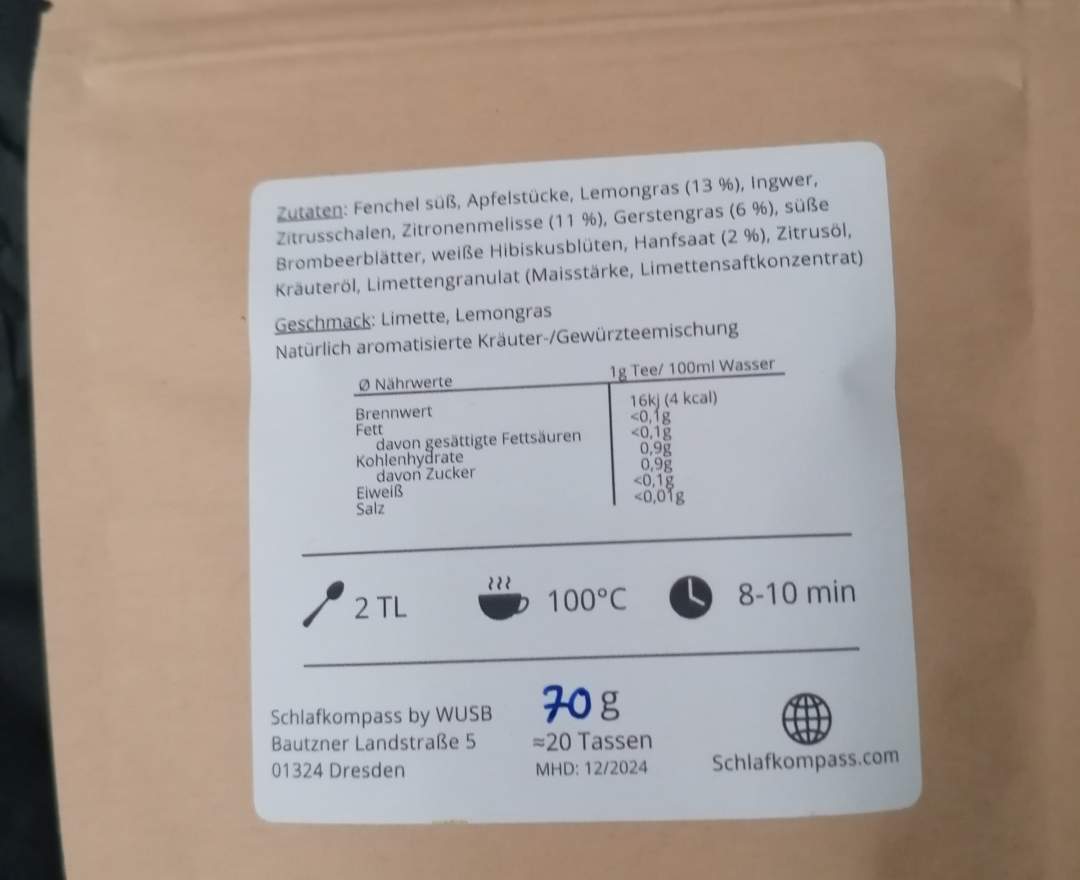 Zutaten: Fenchel süß, Apfelstücke, Lemongras (13 %), Ingwer,
Zitrusschalen, Zitronenmelisse (11 %), Gerstengras (6 %), süße
Brombeerblätter, weiße Hibiskusblüten, Hanfsaat (2 %), Zitrusöl,
Kräuteröl, Limettengranulat (Maisstärke, Limettensaftkonzentrat)
Geschmack: Limette, Lemongras
Natürlich aromatisierte Kräuter-/Gewürzteemischung
Ø Nährwerte 1g Tee/ 100ml Wasser
Brennwert 16kj (4 kcal)
Fett <0,1g
davon gesättigte Fettsäuren <0,1g
Kohlenhydrate 0,9g
davon Zucker 0,9g
Eiweiß <0,1g
Salz <0,01g
2 TL 100°C 8-10 min
Schlafkompass by WUSB
Bautzner Landstraße 5
01324 Dresden
70 g
≈20 Tassen
MHD: 12/2024
Schlafkompass.com